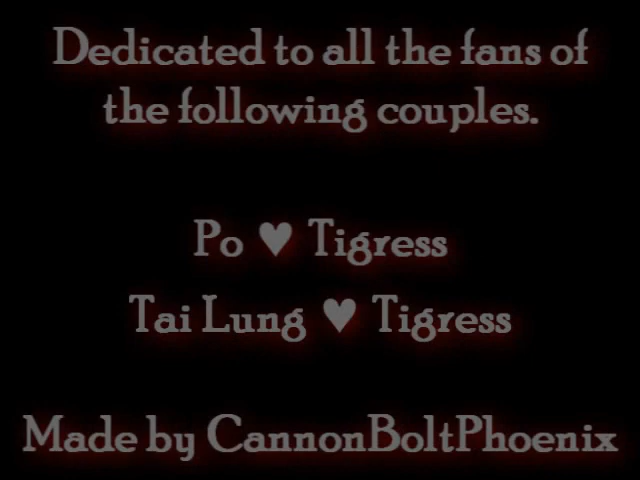 Dedicated to all the fans of
the following couples.
Po ♥ Tigress
Tai Lung ♥ Tigress
Made by CannonBoltPhoenix